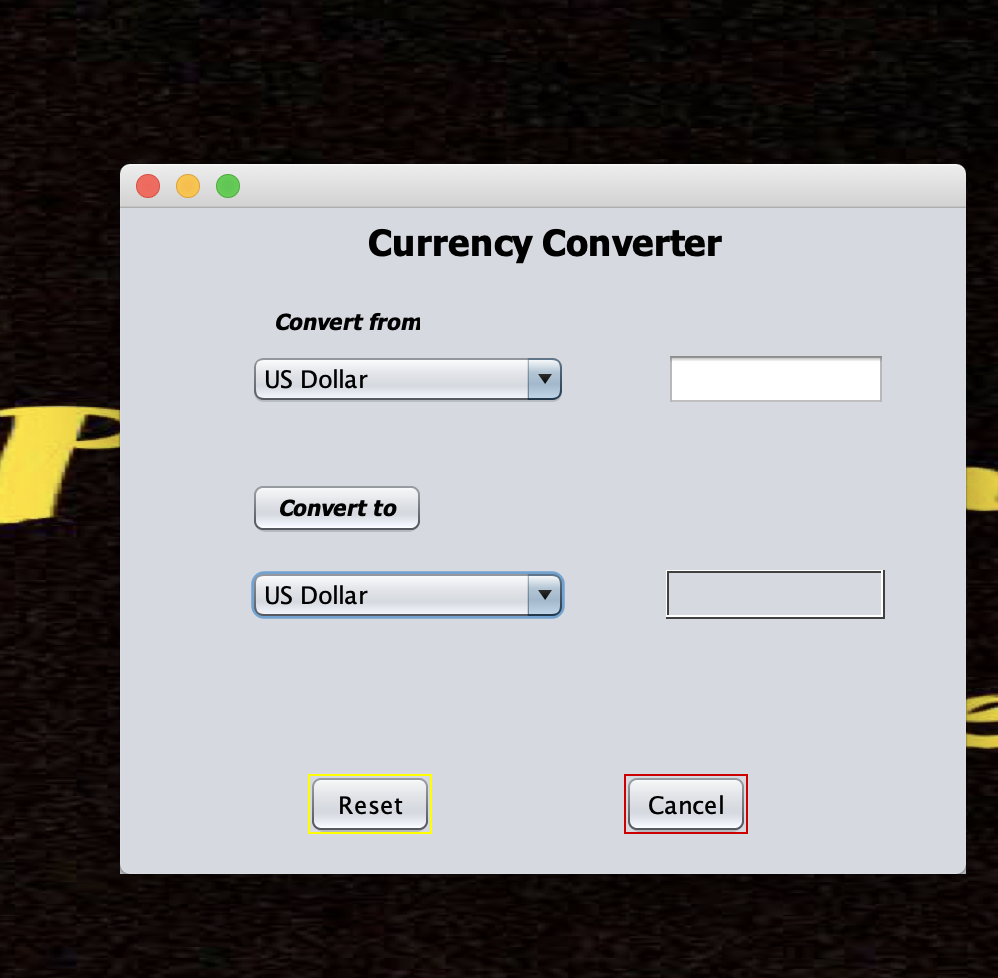 Currency Converter
Convert from
US Dollar
Convert to
US Dollar
Reset
Cancel